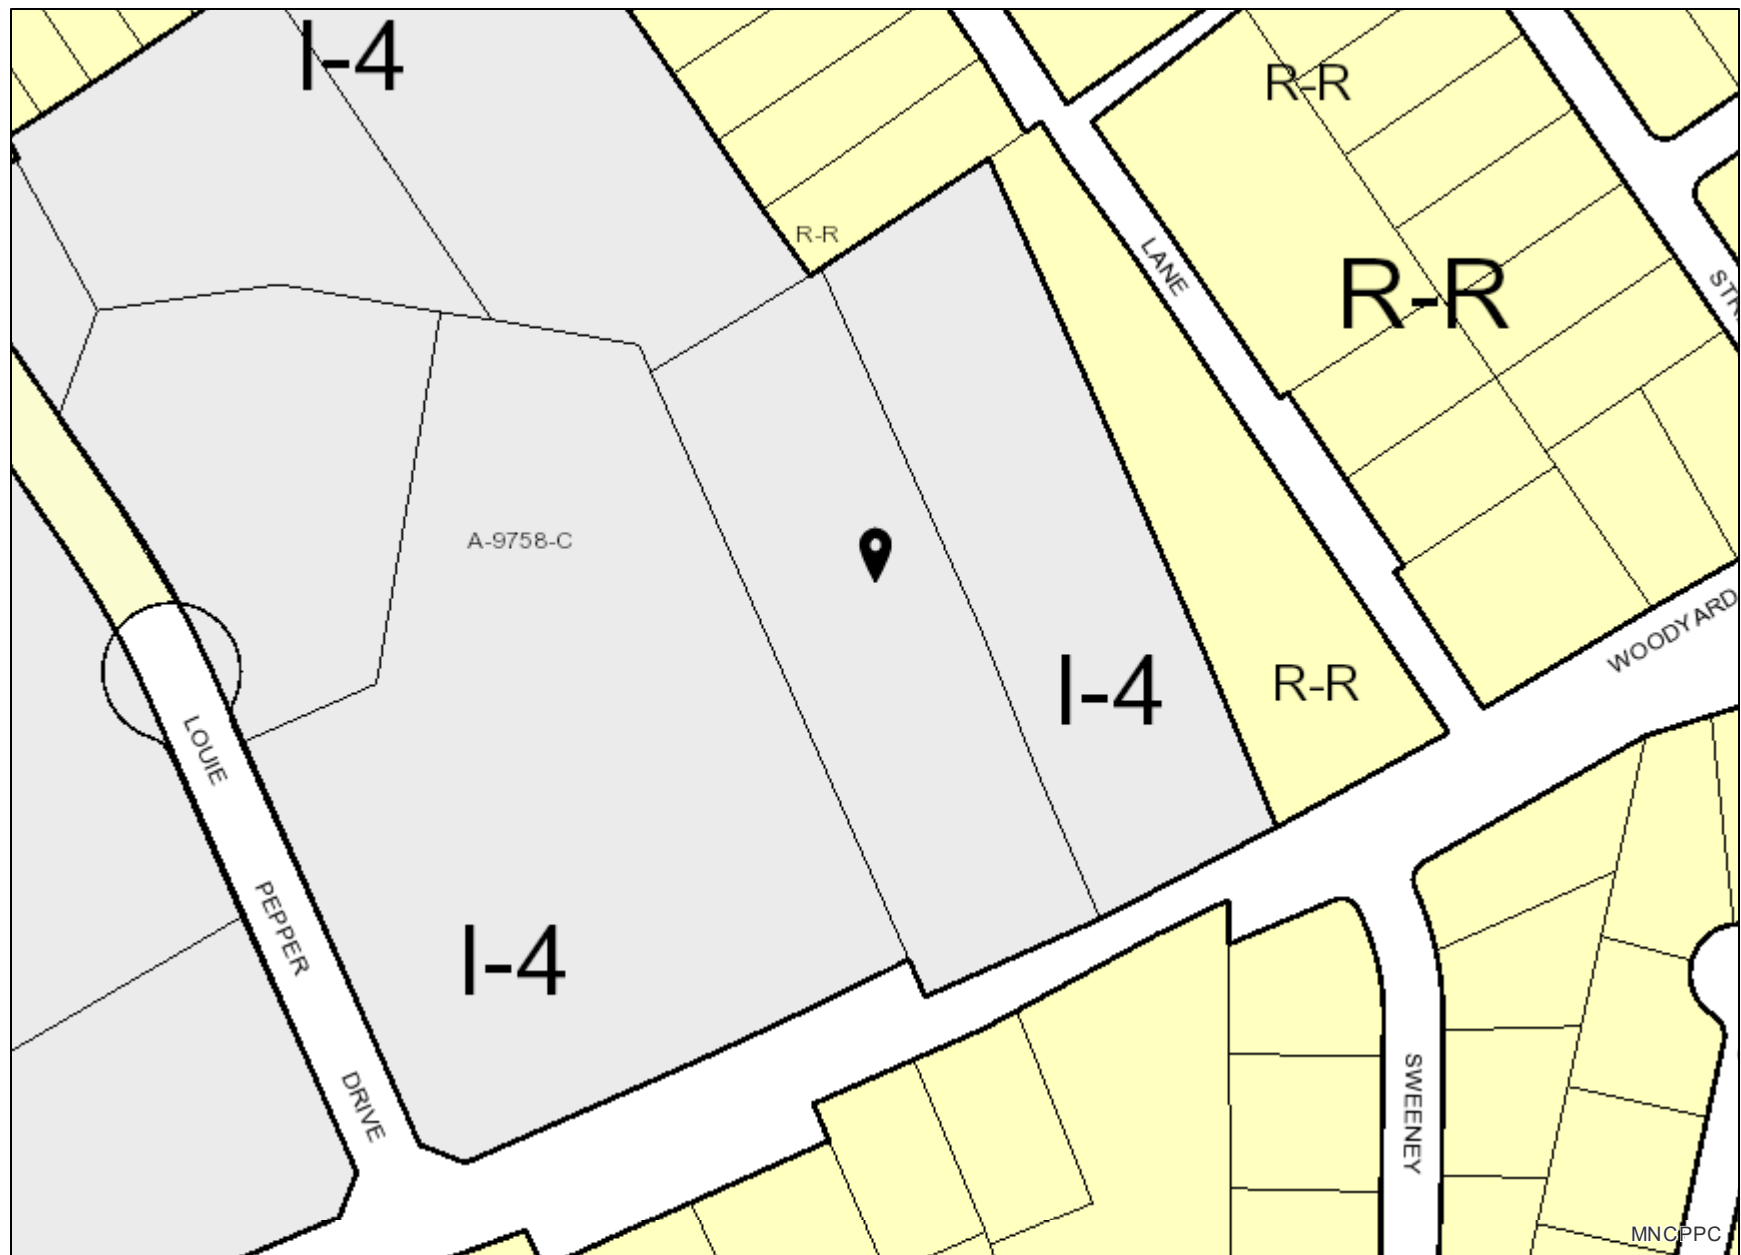 I-4
R-R
R-R
LANE
R-R
STR
A-9758-C
WOODYARD
I-4
R-R
LOUIE
PEPPER
I-4
DRIVE
SWEENEY
MNCPPC